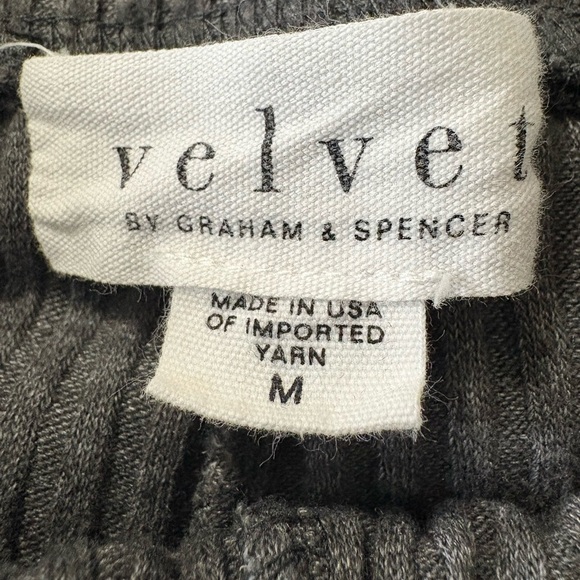 velvet
BY GRAHAM & SPENCER
MADE IN USA
OF IMPORTED
YARN
M